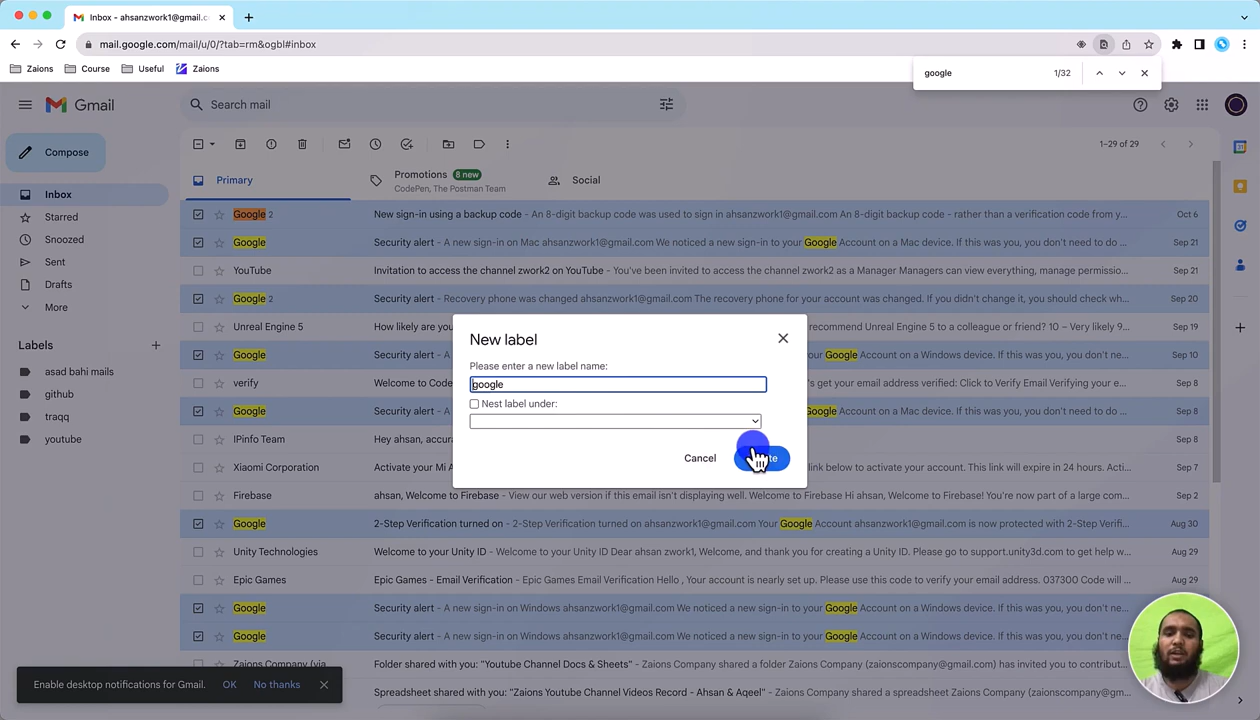 Inbox - ahsanzwork1@gmail.c
mail.google.com/mail/u/0/?tab=rm&ogbl#inbox
Zaions Course Useful Zaions
google 1/32
Gmail
Search mail
Compose
1–29 of 29
Inbox
Starred
Snoozed
Sent
Drafts
More
Labels
asad bahi mails
github
traqq
youtube
Primary
Promotions 8 new
CodePen, The Postman Team
Social
Google 2 New sign-in using a backup code - An 8-digit backup code was used to sign in ahsanzwork1@gmail.com An 8-digit backup code - rather than a verification code from y… Oct 6
Google Security alert - A new sign-in on Mac ahsanzwork1@gmail.com We noticed a new sign-in to your Google Account on a Mac device. If this was you, you don't need to do … Sep 21
YouTube Invitation to access the channel zwork2 on YouTube - You've been invited to access the channel zwork2 as a Manager Managers can view everything, manage permissio… Sep 21
Google 2 Security alert - Recovery phone was changed ahsanzwork1@gmail.com The recovery phone for your account was changed. If you didn't change it, you should check wh… Sep 20
Unreal Engine 5 How likely are you recommend Unreal Engine 5 to a colleague or friend? 10 – Very likely 9… Sep 19
Google Security alert Google Account on a Windows device. If this was you, you don't ne… Sep 10
verify Welcome to Code 's get your email address verified: Click to Verify Email Verifying your e… Sep 8
Google Security alert Google Account on a Windows device. If this was you, you don't ne… Sep 8
IPinfo Team Hey ahsan, accura Sep 8
Xiaomi Corporation Activate your Mi A link below to activate your account. This link will expire in 24 hours. Acti… Sep 7
Firebase ahsan, Welcome to Firebase - View our web version if this email isn't displaying well. Welcome to Firebase Hi ahsan, Welcome to Firebase! You're now part of a large com… Sep 2
Google 2-Step Verification turned on - 2-Step Verification turned on ahsanzwork1@gmail.com Your Google Account ahsanzwork1@gmail.com is now protected with 2-Step Verifi… Aug 30
Unity Technologies Welcome to your Unity ID - Welcome to your Unity ID Dear ahsan zwork1, Welcome, and thank you for creating a Unity ID. Please go to support.unity3d.com to get help w… Aug 29
Epic Games Epic Games - Email Verification - Epic Games Email Verification Hello , Your account is nearly set up. Please use this code to verify your email address. 037300 Code will … Aug 29
Google Security alert - A new sign-in on Windows ahsanzwork1@gmail.com We noticed a new sign-in to your Google Account on a Windows device. If this was you, you don't ne…
Google Security alert - A new sign-in on Windows ahsanzwork1@gmail.com We noticed a new sign-in to your Google Account on a Windows device. If this was you, you don't ne…
Zaions Company (via Folder shared with you: "Youtube Channel Docs & Sheets" - Zaions Company shared a folder Zaions Company (zaionscompany@gmail.com) has invited you to contribut…
Spreadsheet shared with you: "Zaions Youtube Channel Videos Record - Ahsan & Aqeel" - Zaions Company shared a spreadsheet Zaions Company (zaionscompany@gm…
New label
Please enter a new label name:
google
Nest label under:
Cancel
Enable desktop notifications for Gmail. OK No thanks